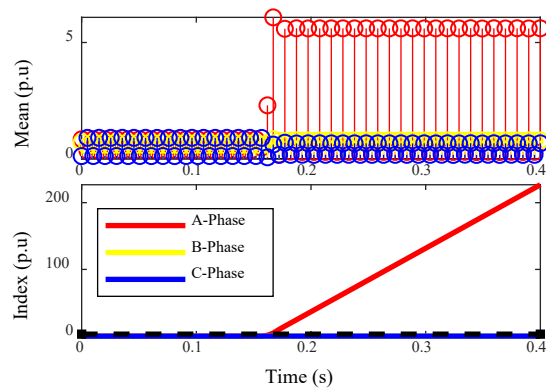 5
Mean (p.u)
0
0 0.1 0.2 0.3 0.4
200
A-Phase
B-Phase
C-Phase
Index (p.u)
100
0
0 0.1 0.2 0.3 0.4
Time (s)